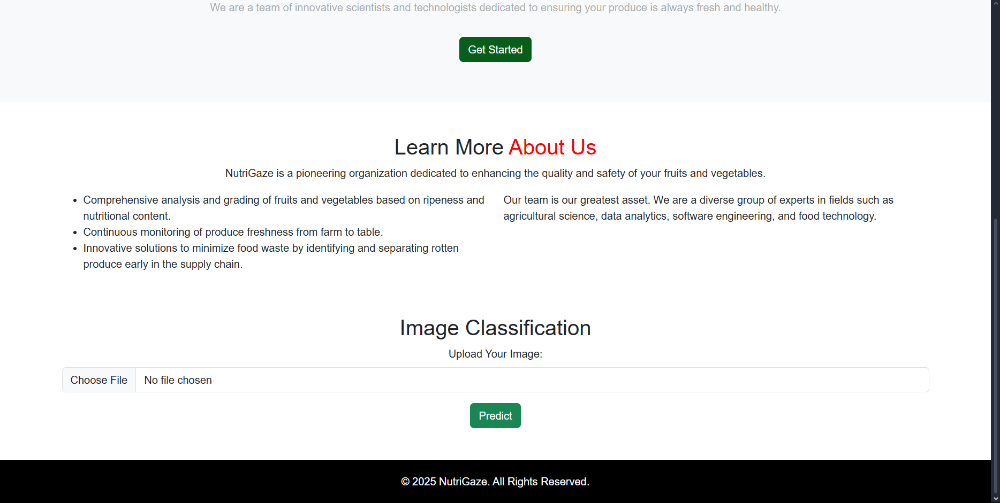 We are a team of innovative scientists and technologists dedicated to ensuring your produce is always fresh and healthy.
Get Started
Learn More About Us
NutriGaze is a pioneering organization dedicated to enhancing the quality and safety of your fruits and vegetables.
• Comprehensive analysis and grading of fruits and vegetables based on ripeness and
nutritional content.
• Continuous monitoring of produce freshness from farm to table.
• Innovative solutions to minimize food waste by identifying and separating rotten
produce early in the supply chain.
Our team is our greatest asset. We are a diverse group of experts in fields such as
agricultural science, data analytics, software engineering, and food technology.
Image Classification
Upload Your Image:
Choose File No file chosen
Predict
© 2025 NutriGaze. All Rights Reserved.